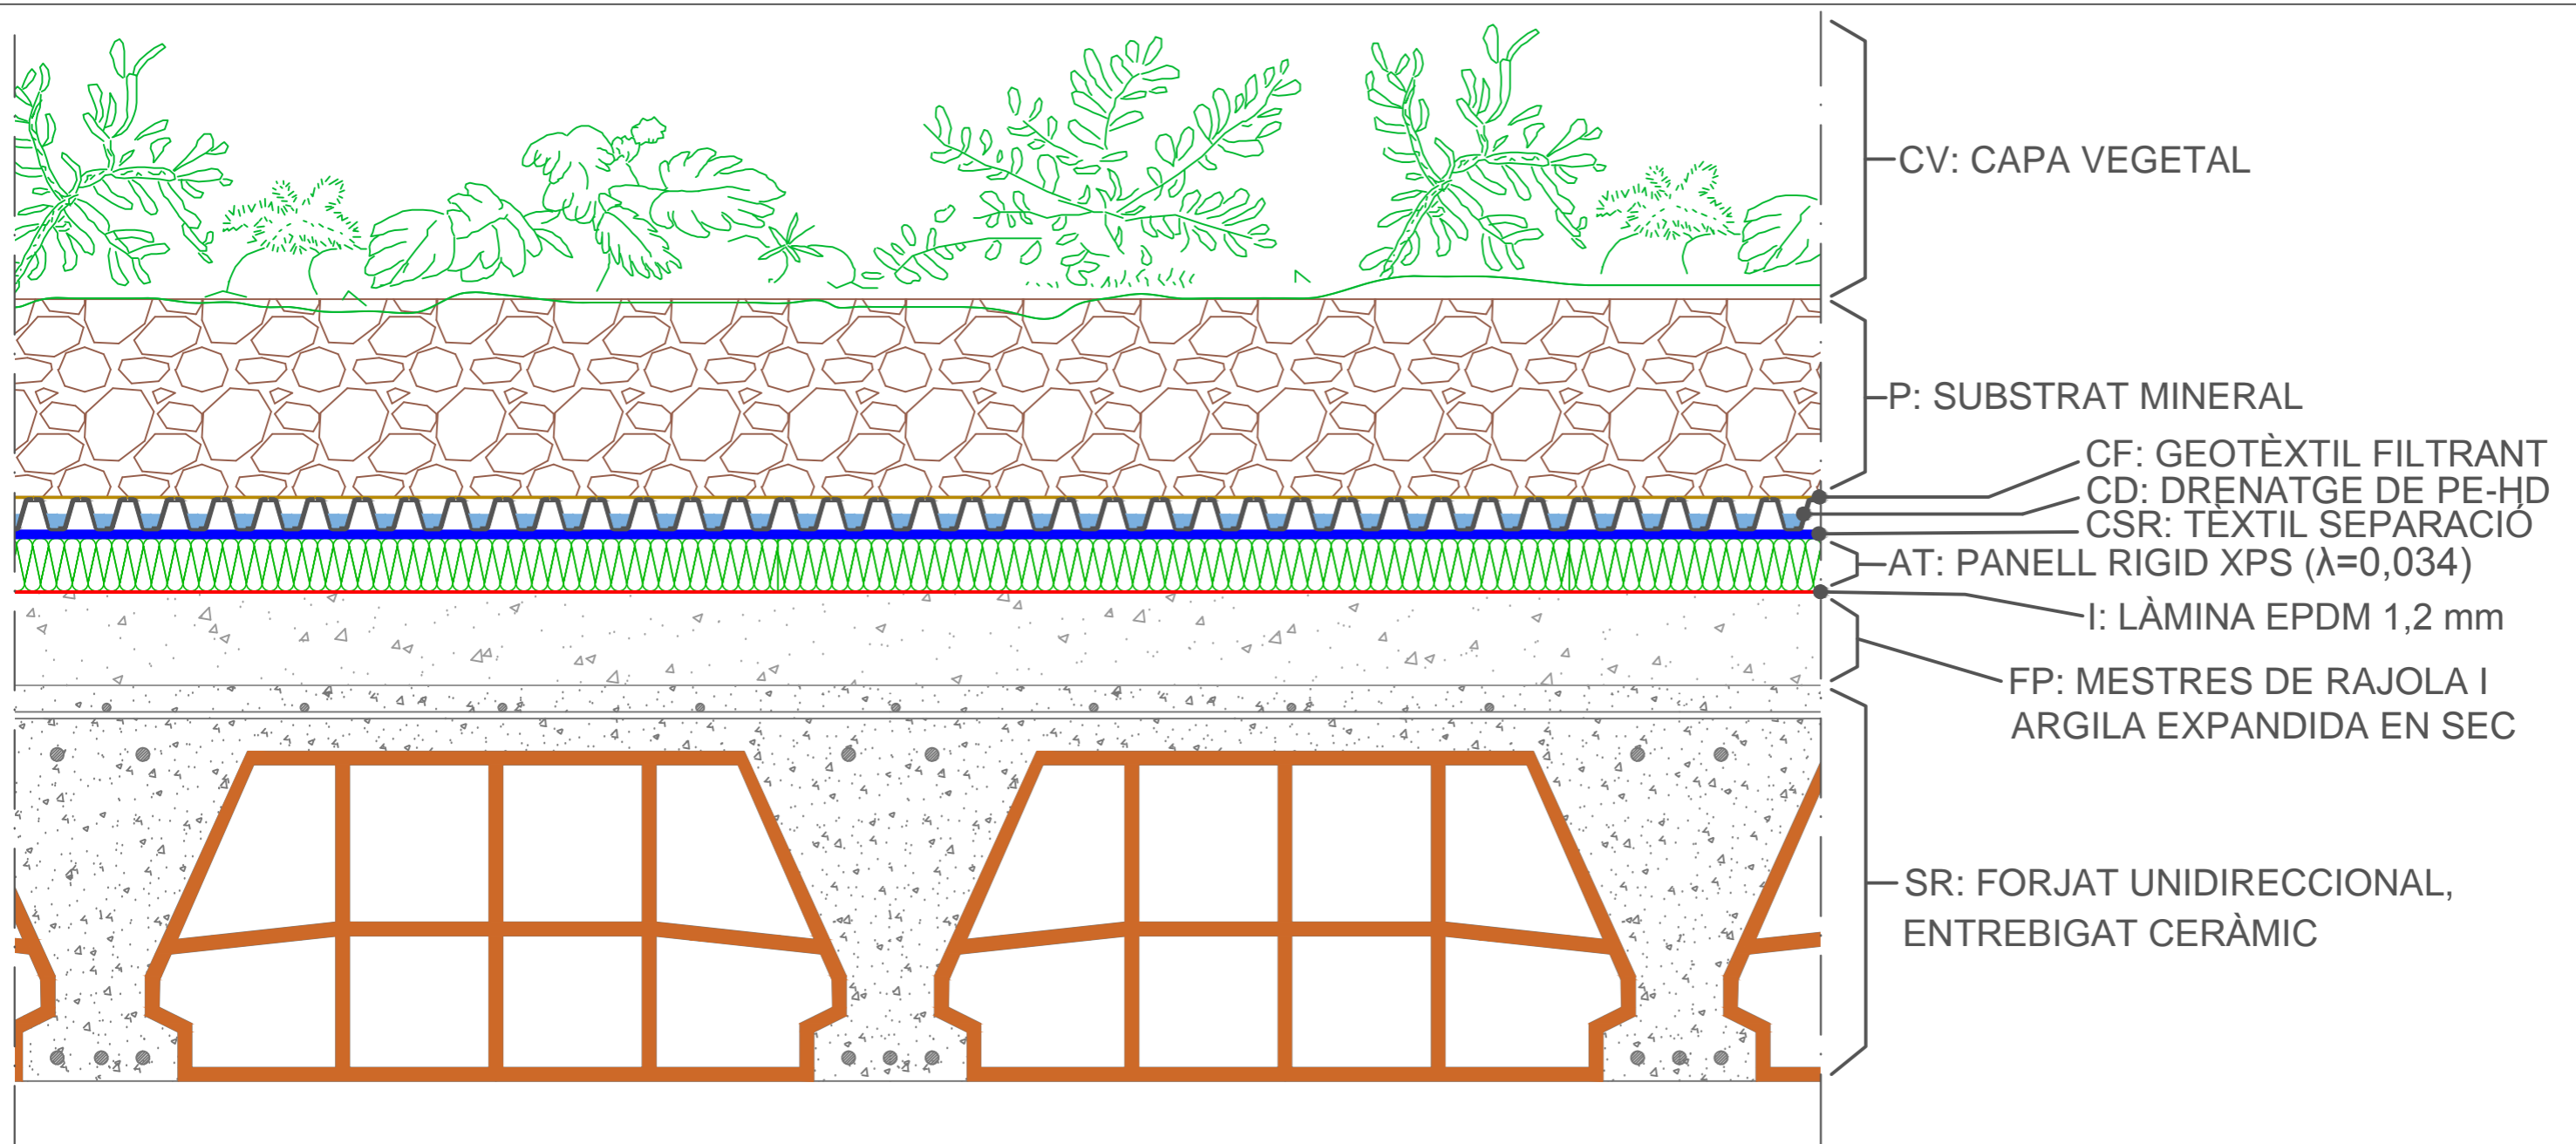 CV: CAPA VEGETAL
P: SUBSTRAT MINERAL
CF: GEOTÈXTIL FILTRANT
CD: DRENATGE DE PE-HD
CSR: TÈXTIL SEPARACIÓ
AT: PANELL RIGID XPS (λ=0,034)
I: LÀMINA EPDM 1,2 mm
FP: MESTRES DE RAJOLA I
ARGILA EXPANDIDA EN SEC
SR: FORJAT UNIDIRECCIONAL,
ENTREBIGAT CERÀMIC